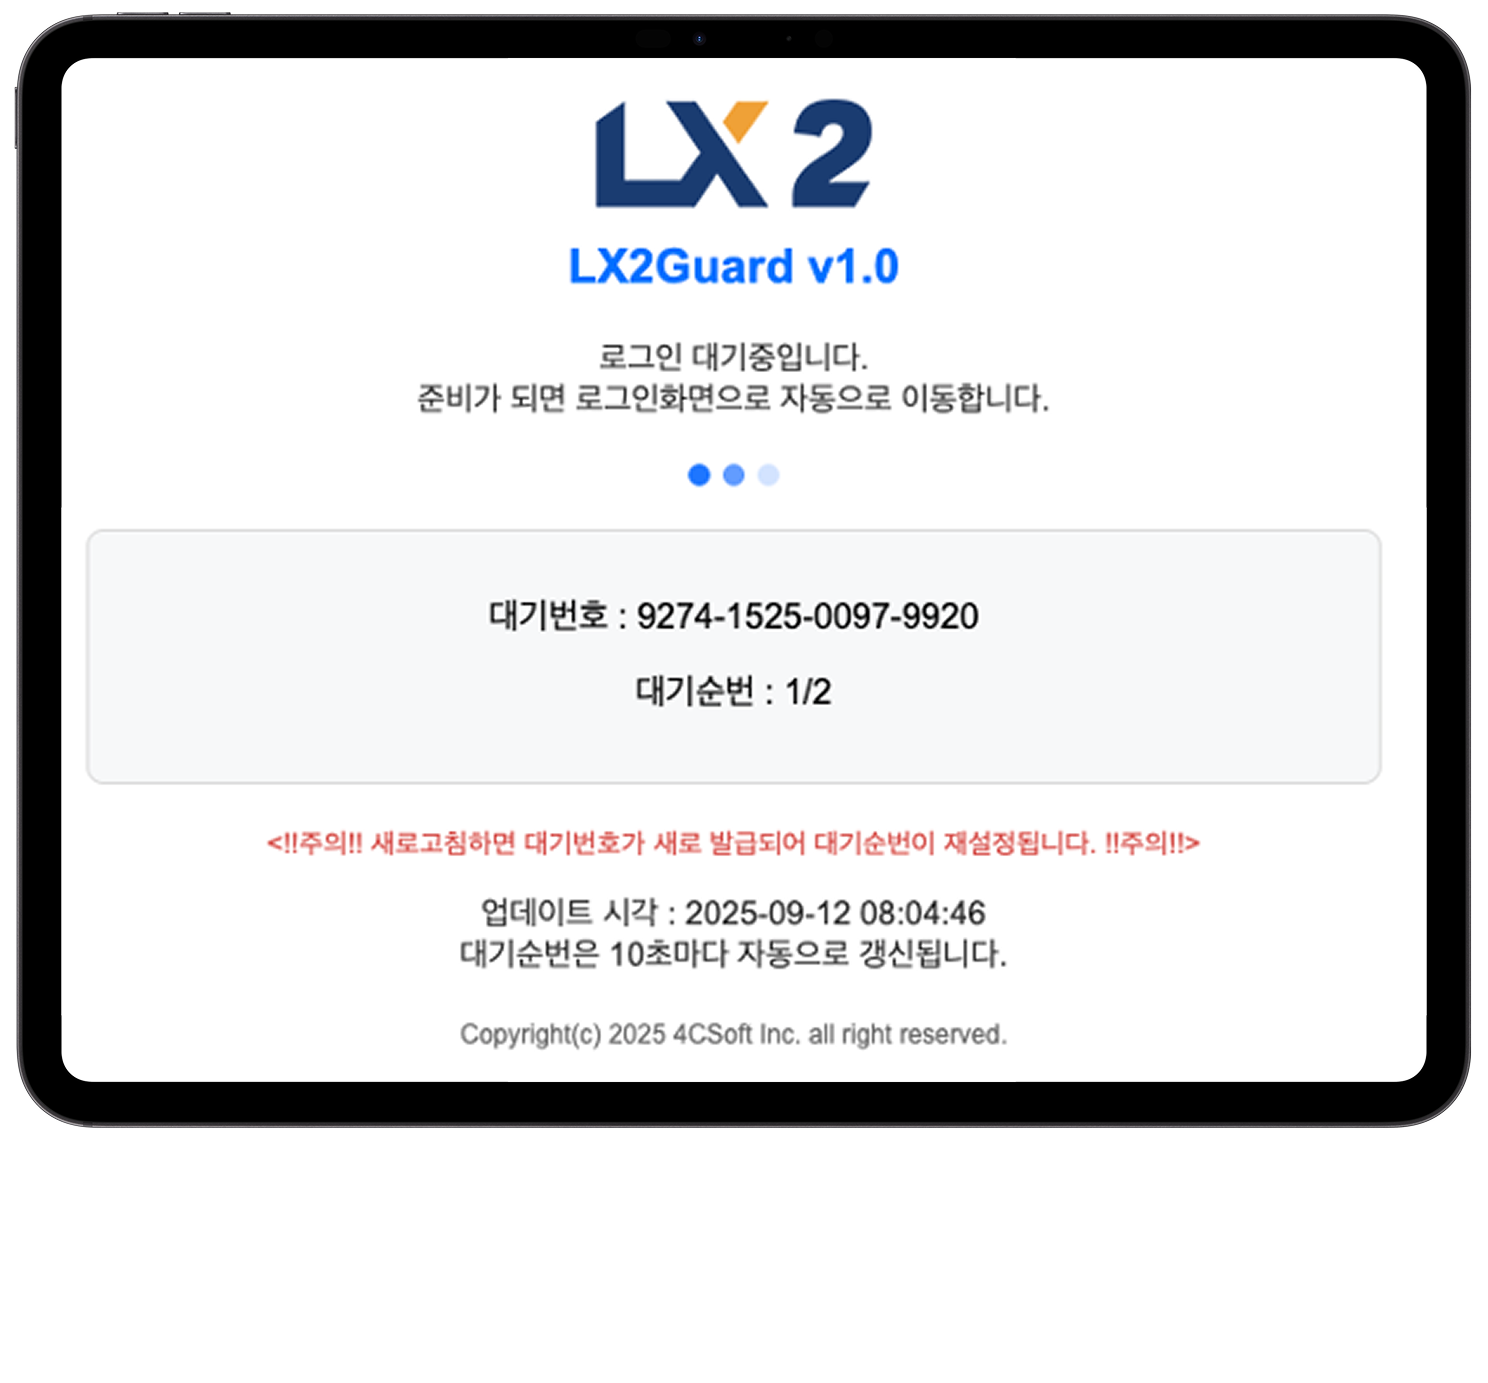 LX 2
LX2Guard v1.0
로그인 대기중입니다.
준비가 되면 로그인화면으로 자동으로 이동합니다.
대기번호 : 9274-1525-0097-9920
대기순번 : 1/2
<!!주의!! 새로고침하면 대기번호가 새로 발급되어 대기순번이 재설정됩니다. !!주의!!>
업데이트 시각 : 2025-09-12 08:04:46
대기순번은 10초마다 자동으로 갱신됩니다.
Copyright(c) 2025 4CSoft Inc. all right reserved.